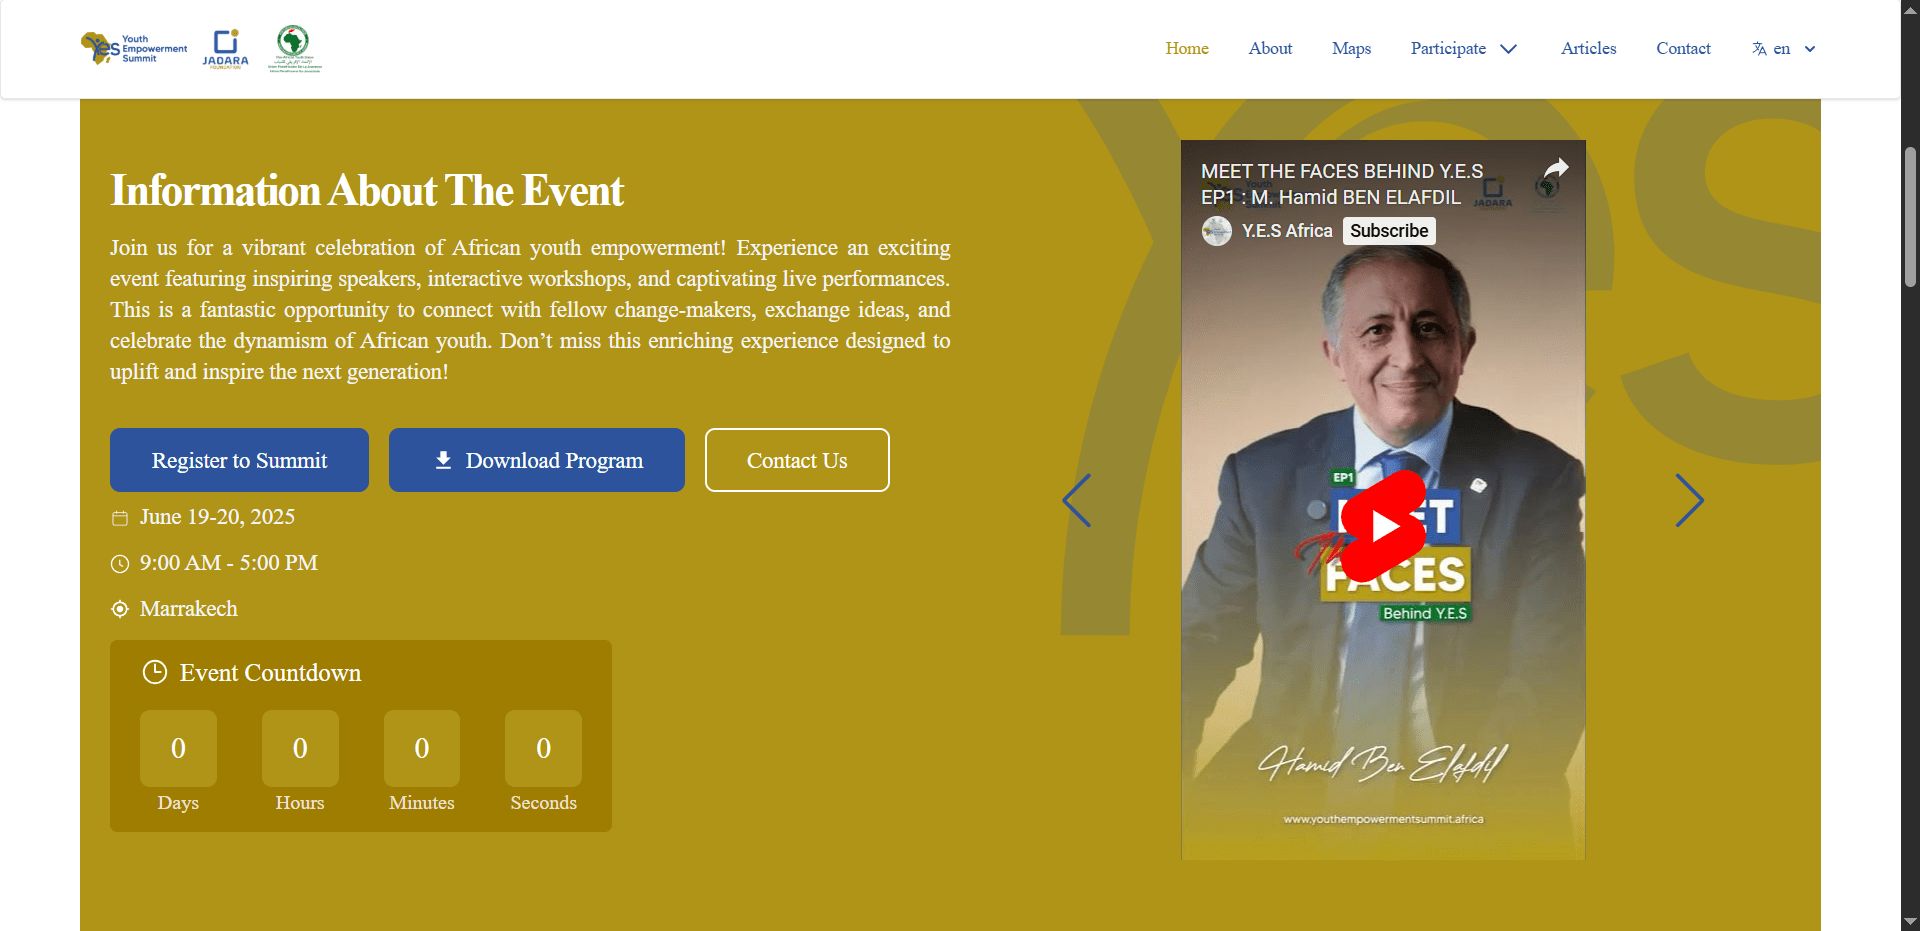 Yes Youth
Empowerment
Summit
JADARA
FOUNDATION
Home
About
Maps
Participate
Articles
Contact
en
Information About The Event
Join us for a vibrant celebration of African youth empowerment! Experience an exciting
event featuring inspiring speakers, interactive workshops, and captivating live performances.
This is a fantastic opportunity to connect with fellow change-makers, exchange ideas, and
celebrate the dynamism of African youth. Don’t miss this enriching experience designed to
uplift and inspire the next generation!
Register to Summit
Download Program
Contact Us
June 19-20, 2025
9:00 AM - 5:00 PM
Marrakech
Event Countdown
0
0
0
0
Days
Hours
Minutes
Seconds
MEET THE FACES BEHIND Y.E.S
EP1 : M. Hamid BEN ELAFDIL
JADARA
Y.E.S Africa
Subscribe
EP1
FACES
Behind Y.E.S
Hamid Ben Elafdil
www.youthempowermentsummit.africa